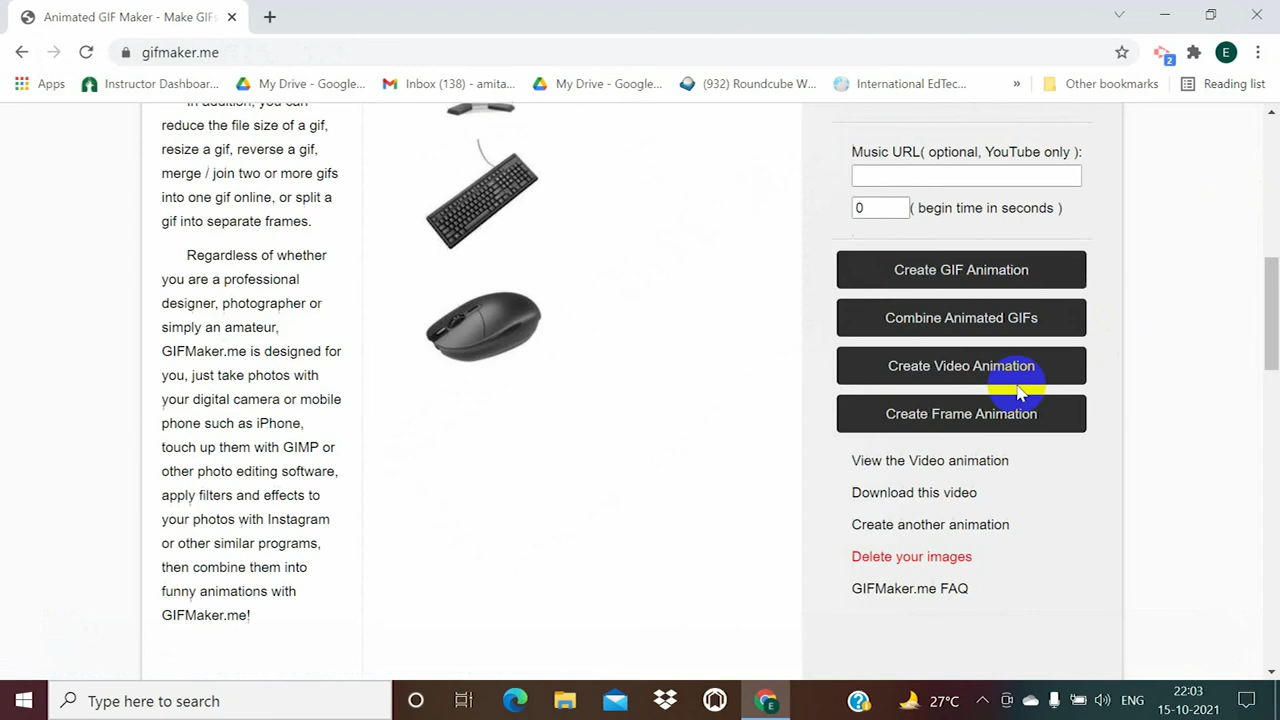 Animated GIF Maker - Make GIFs
gifmaker.me
E
2
Apps
Instructor Dashboar...
My Drive - Google...
Inbox (138) - amita...
My Drive - Google...
(932) Roundcube W...
International EdTec...
»
Other bookmarks
Reading list
In addition, you can
reduce the file size of a gif,
resize a gif, reverse a gif,
merge / join two or more gifs
into one gif online, or split a
gif into separate frames.
Regardless of whether
you are a professional
designer, photographer or
simply an amateur,
GIFMaker.me is designed for
you, just take photos with
your digital camera or mobile
phone such as iPhone,
touch up them with GIMP or
other photo editing software,
apply filters and effects to
your photos with Instagram
or other similar programs,
then combine them into
funny animations with
GIFMaker.me!
Music URL( optional, YouTube only ):
0 ( begin time in seconds )
Create GIF Animation
Combine Animated GIFs
Create Video Animation
Create Frame Animation
View the Video animation
Download this video
Create another animation
Delete your images
GIFMaker.me FAQ
Type here to search
E
27°C
ENG
22:03
15-10-2021